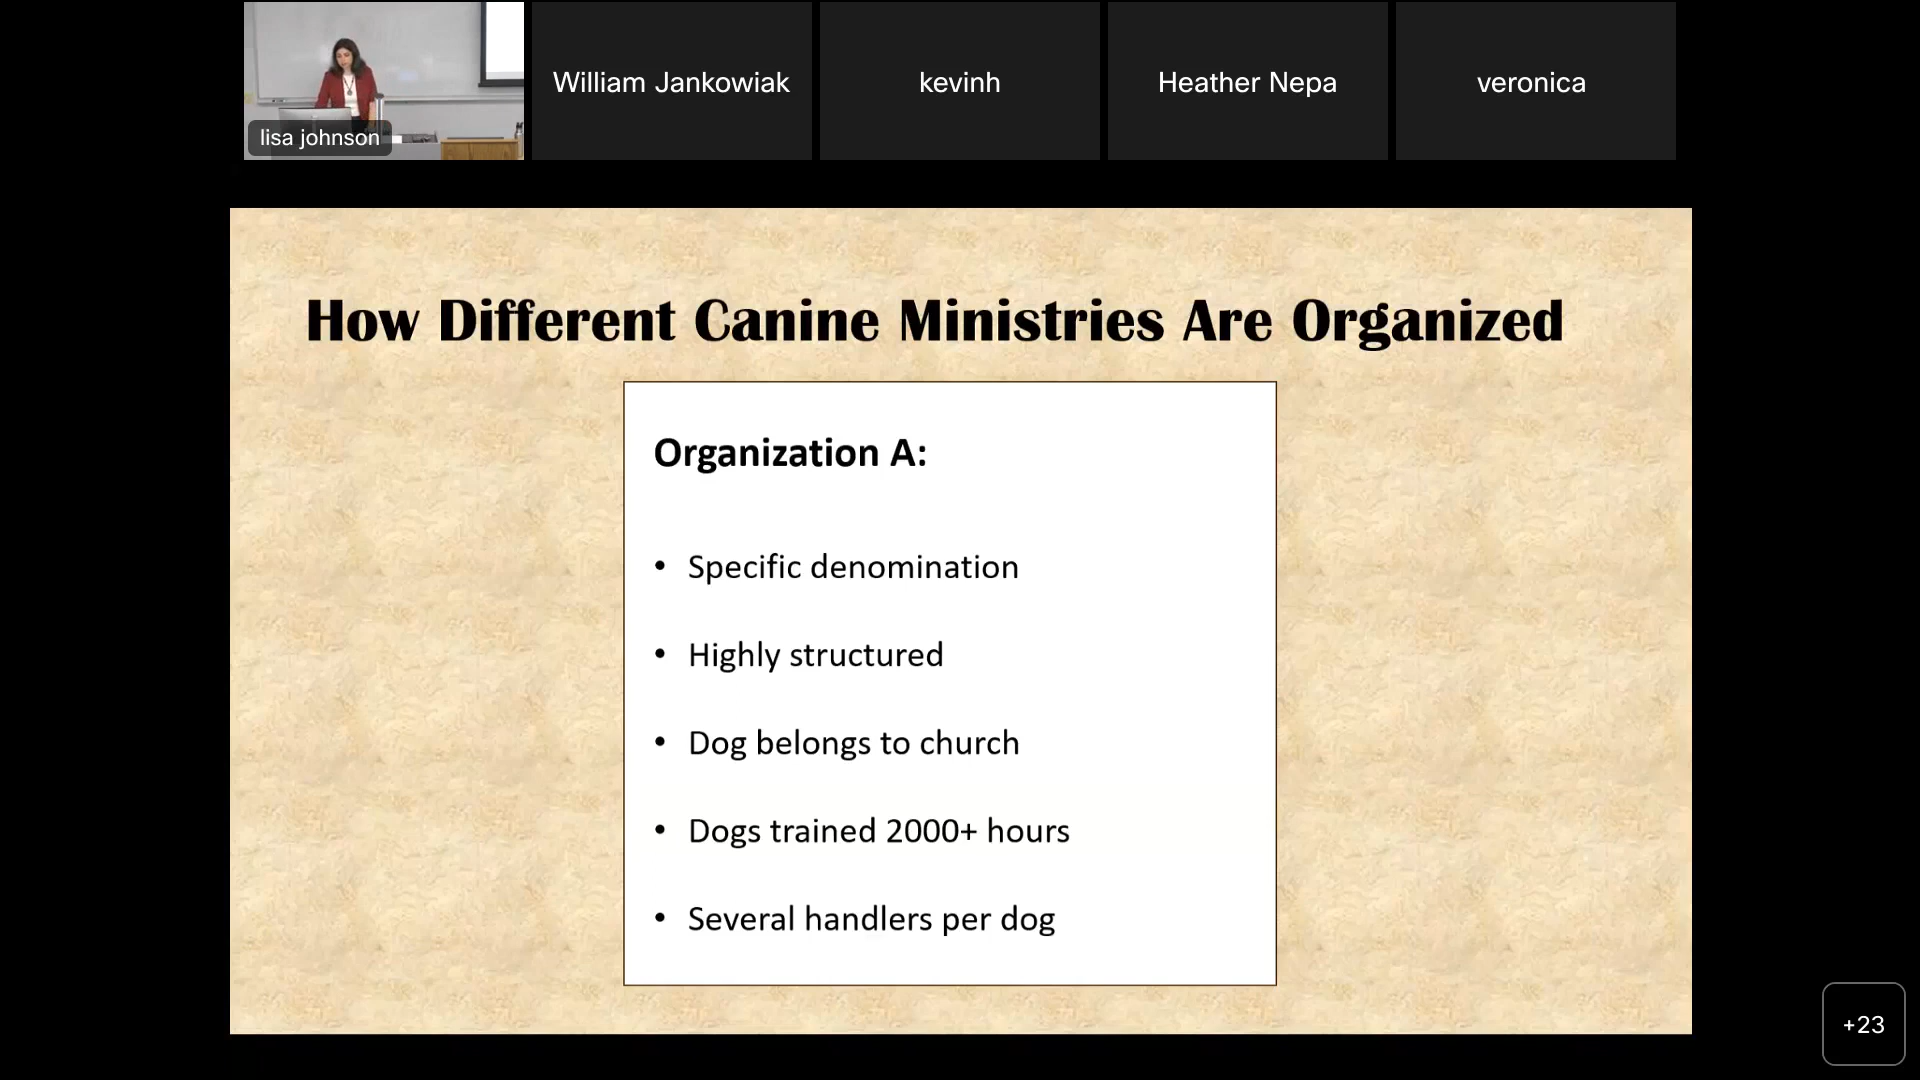 lisa johnson
William Jankowiak
kevinh
Heather Nepa
veronica
How Different Canine Ministries Are Organized
Organization A:
• Specific denomination
• Highly structured
• Dog belongs to church
• Dogs trained 2000+ hours
• Several handlers per dog
+23